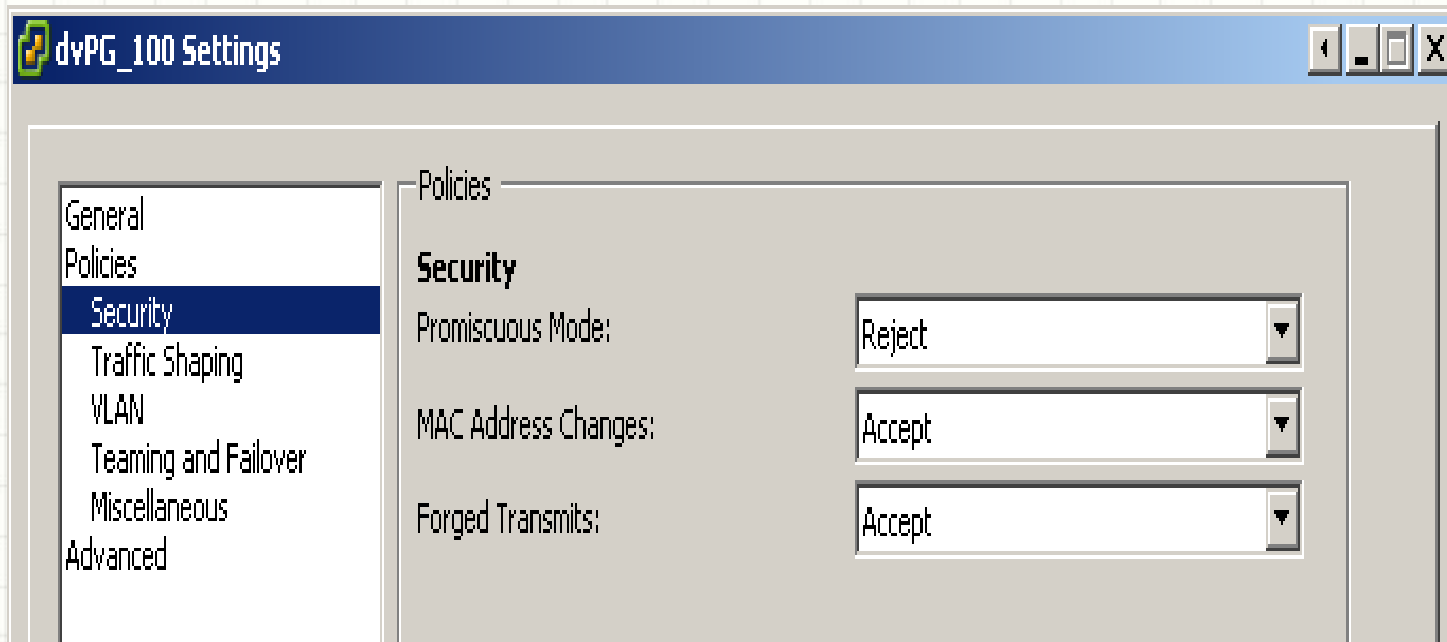 dvPG_100 Settings
General
Policies
Security
Traffic Shaping
VLAN
Teaming and Failover
Miscellaneous
Advanced
Policies
Security
Promiscuous Mode: Reject
MAC Address Changes: Accept
Forged Transmits: Accept